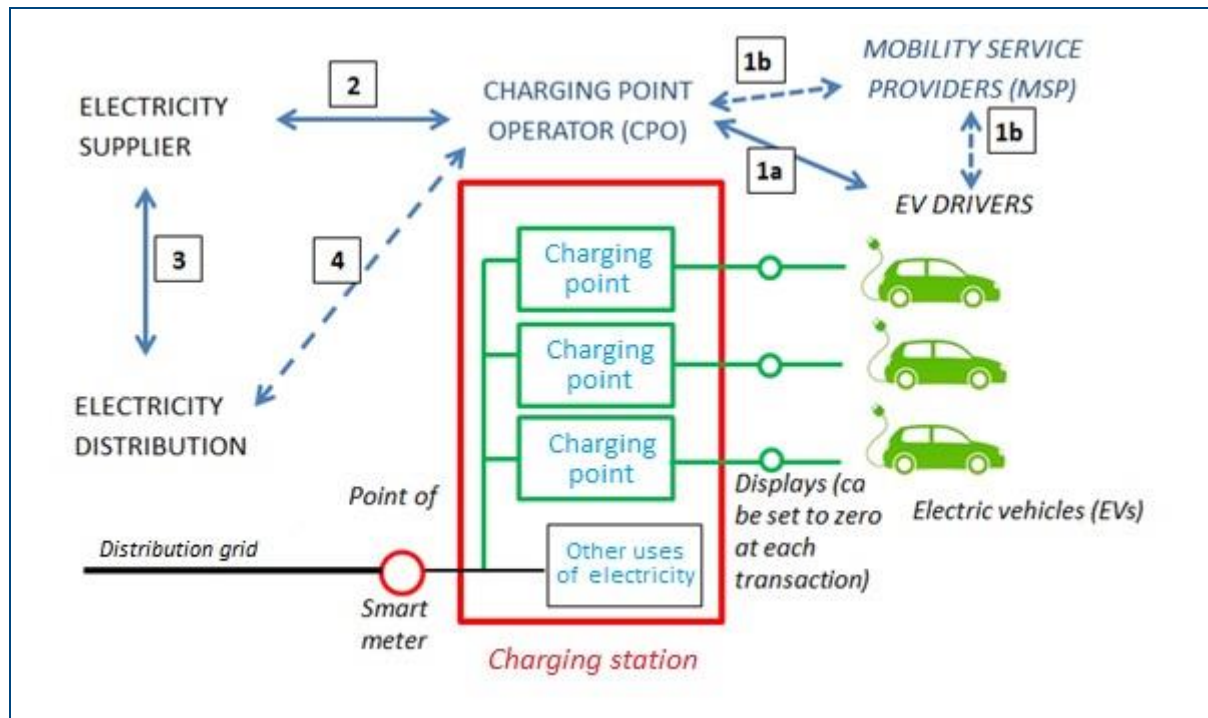 ELECTRICITY
SUPPLIER
2
CHARGING POINT
OPERATOR (CPO)
1b
MOBILITY SERVICE
PROVIDERS (MSP)
1b
1a
EV DRIVERS
3
4
ELECTRICITY
DISTRIBUTION
Charging
point
Charging
point
Charging
point
Point of
Displays (ca
be set to zero
at each
transaction)
Electric vehicles (EVs)
Distribution grid
Other uses
of electricity
Smart
meter
Charging station